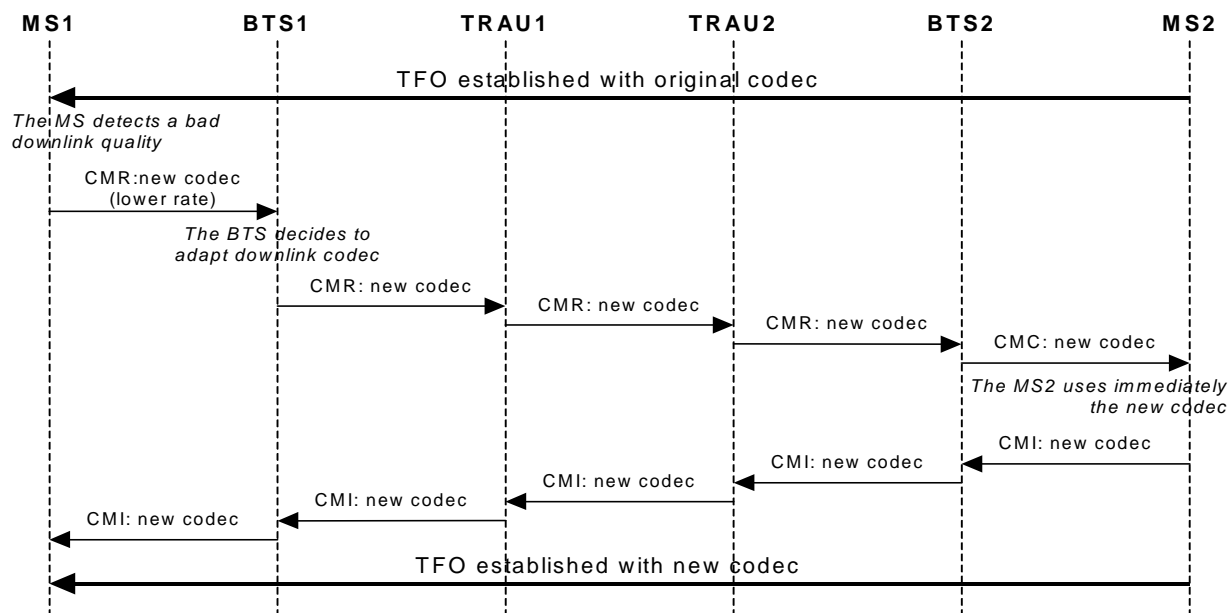 MS1 BTS1 TRAU1 TRAU2 BTS2 MS2
TFO established with original codec
The MS detects a bad
downlink quality
CMR:new codec
(lower rate)
The BTS decides to
adapt downlink codec
CMR: new codec
CMR: new codec
CMR: new codec
CMC: new codec
The MS2 uses immediately
the new codec
CMI: new codec
CMI: new codec
CMI: new codec
CMI: new codec
CMI: new codec
TFO established with new codec